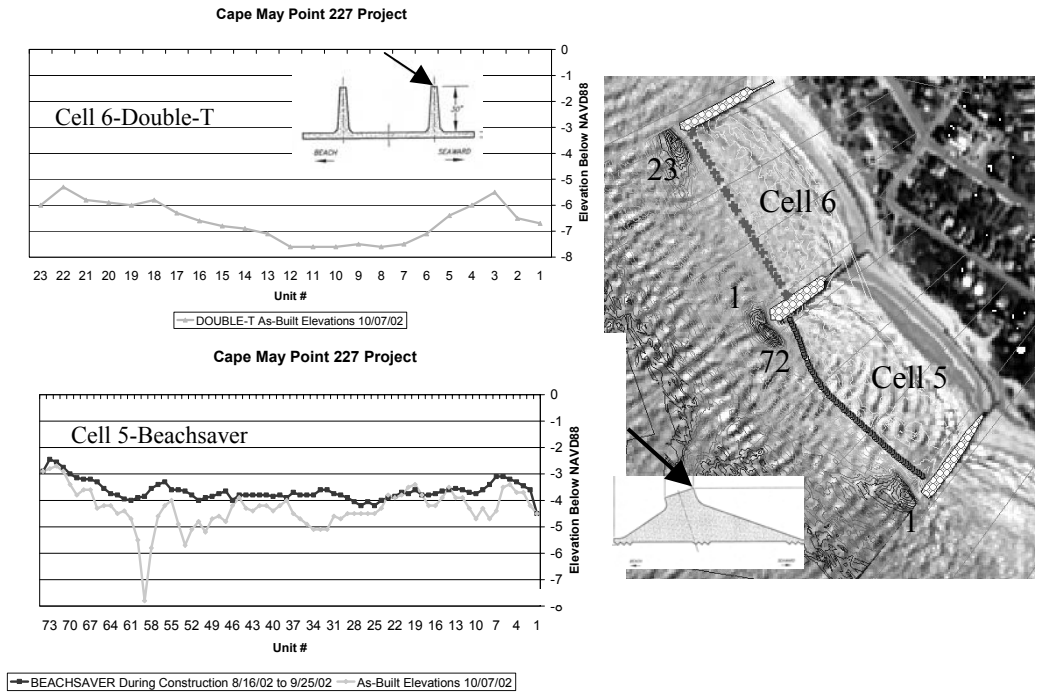 Cape May Point 227 Project
Cell 6-Double-T
30"
BEACH
SEAWARD
0
-1
-2
-3
-4
-5
-6
-7
-8
Elevation Below NAVD88
23 22 21 20 19 18 17 16 15 14 13 12 11 10 9 8 7 6 5 4 3 2 1
Unit #
DOUBLE-T As-Built Elevations 10/07/02
Cape May Point 227 Project
Cell 5-Beachsaver
0
-1
-2
-3
-4
-5
-6
-7
Elevation Below NAVD88
73 70 67 64 61 58 55 52 49 46 43 40 37 34 31 28 25 22 19 16 13 10 7 4 1
Unit #
BEACHSAVER During Construction 8/16/02 to 9/25/02 As-Built Elevations 10/07/02
23
Cell 6
1
72
Cell 5
1